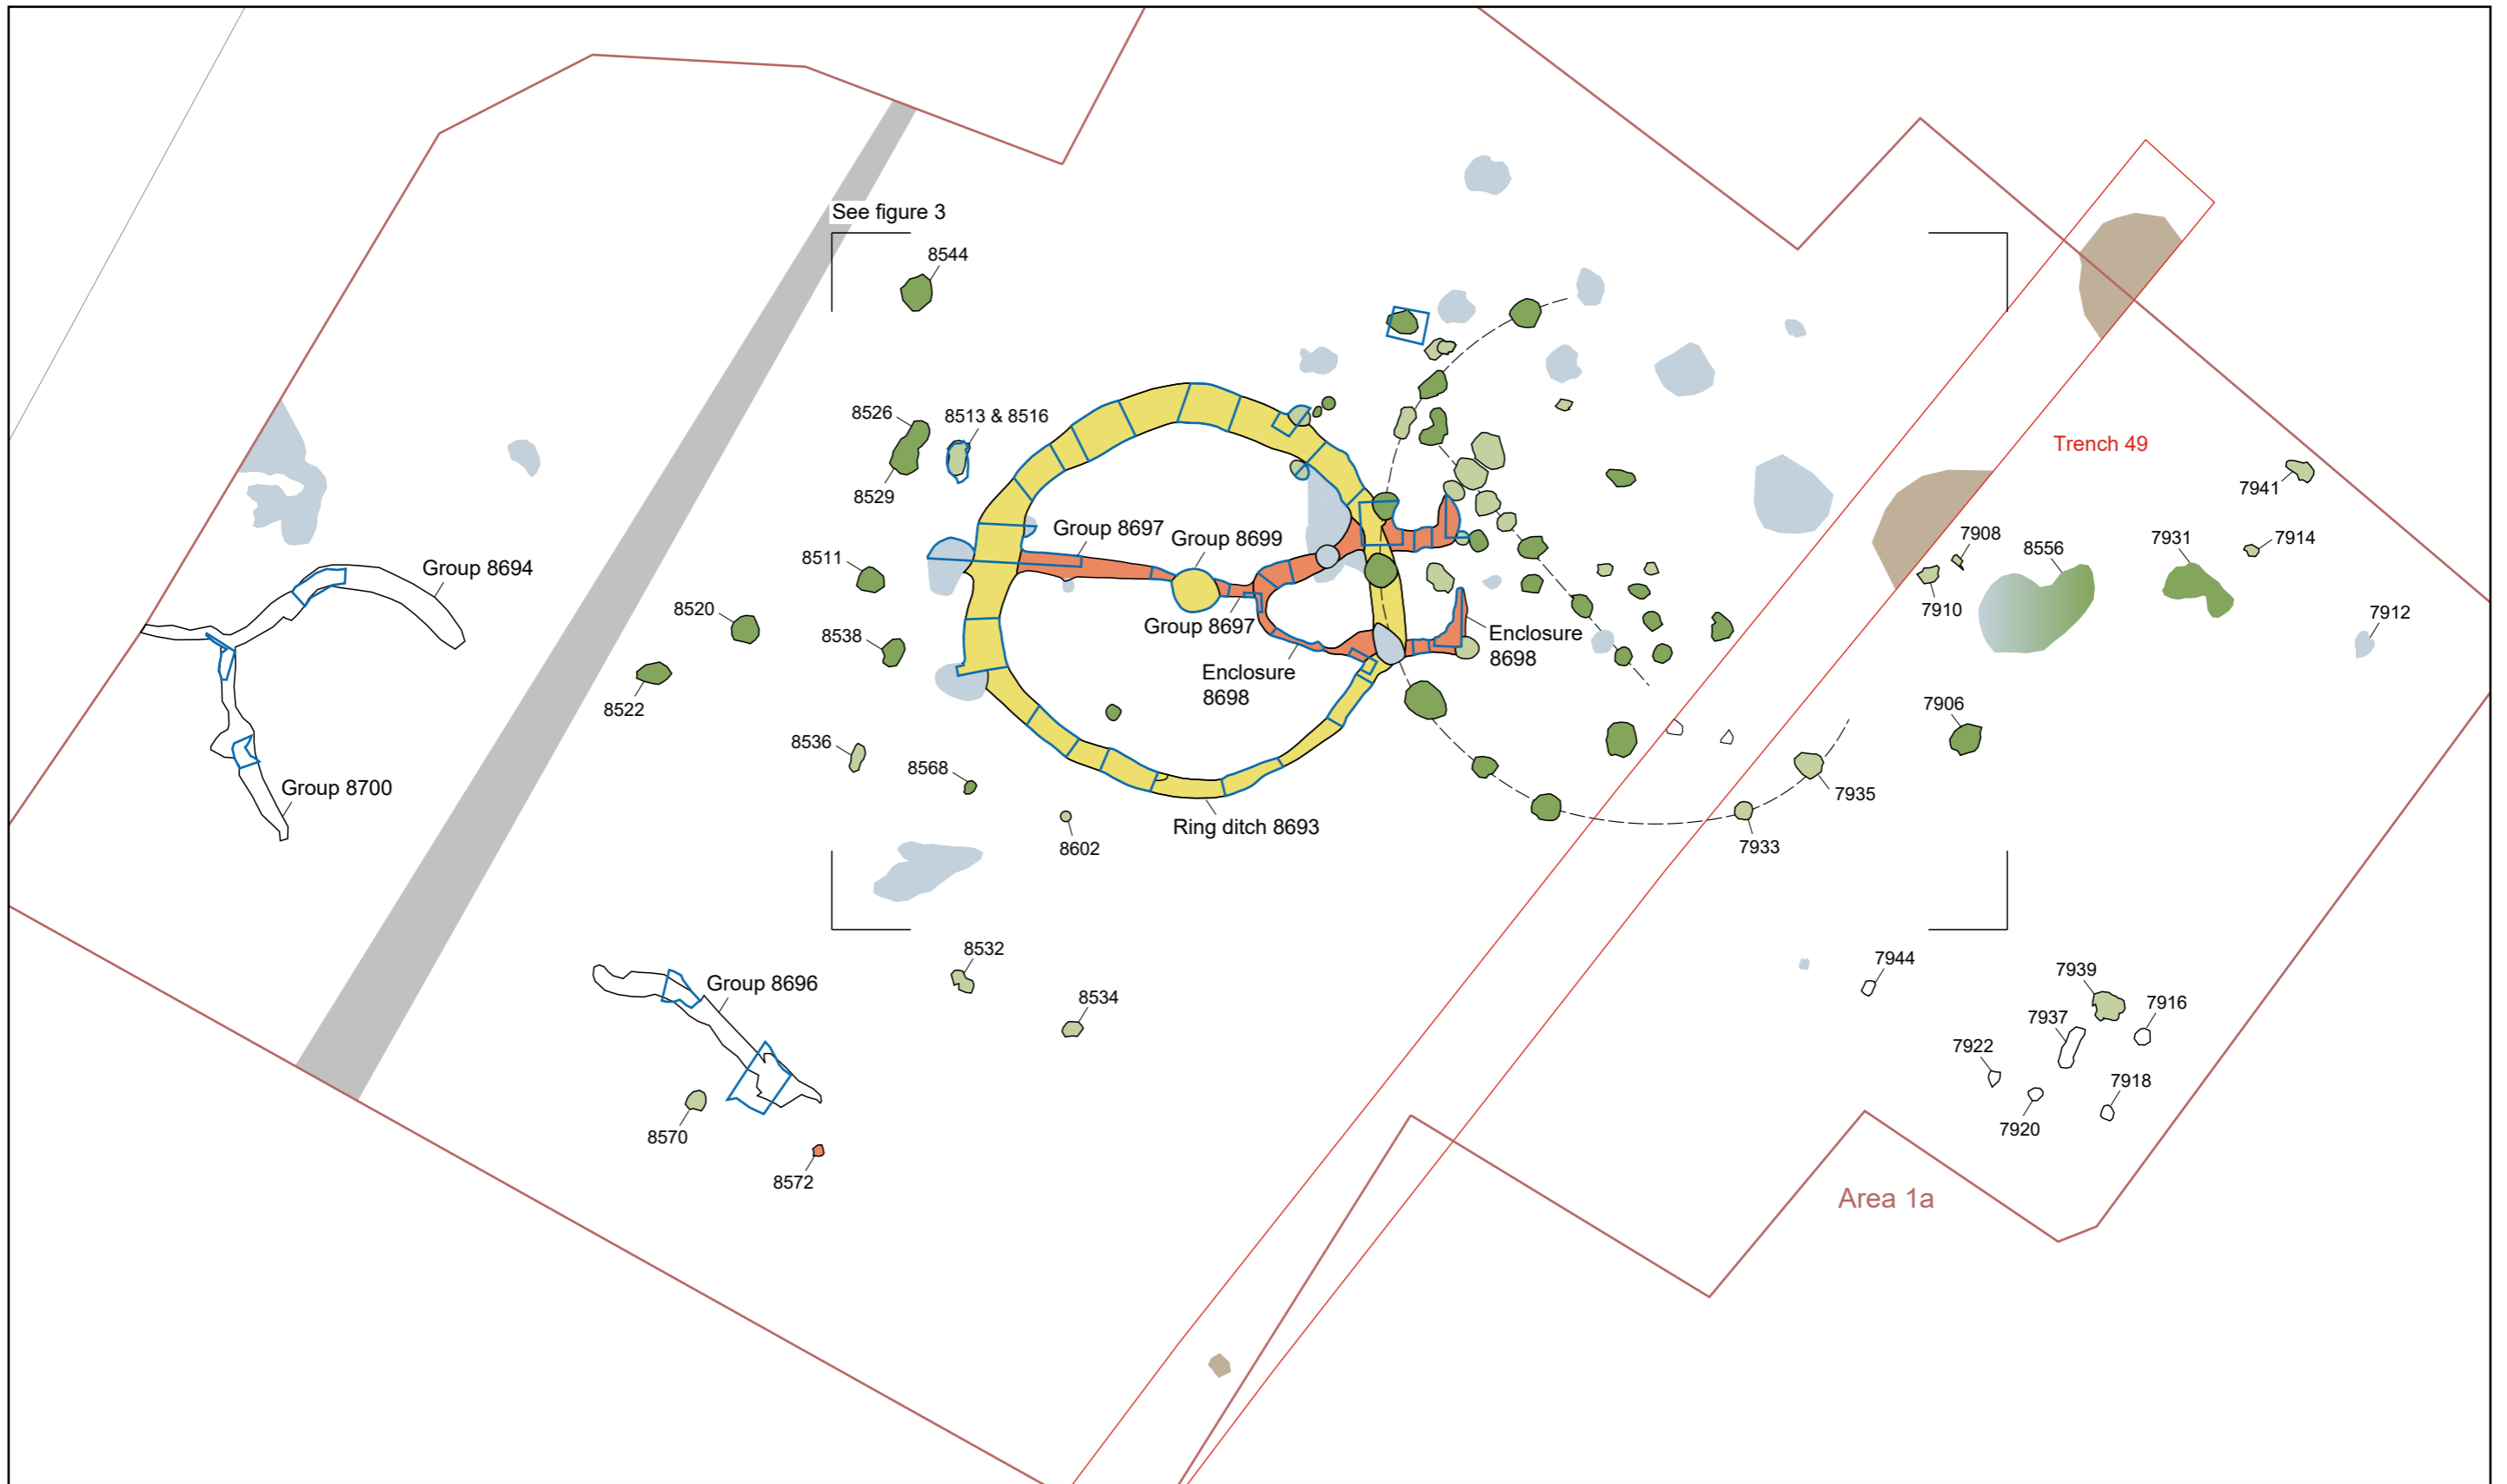 See figure 3
8544
8526
8513 & 8516
8529
Trench 49
7941
Group 8697
Group 8699
7908
8556
7931
7914
8511
Group 8694
8520
8538
7910
7912
Group 8697
Enclosure
8698
Enclosure
8698
8522
7906
8536
8568
Group 8700
7935
Ring ditch 8693
8602
7933
8532
7944
7939
Group 8696
8534
7916
7937
7922
7918
7920
8570
8572
Area 1a